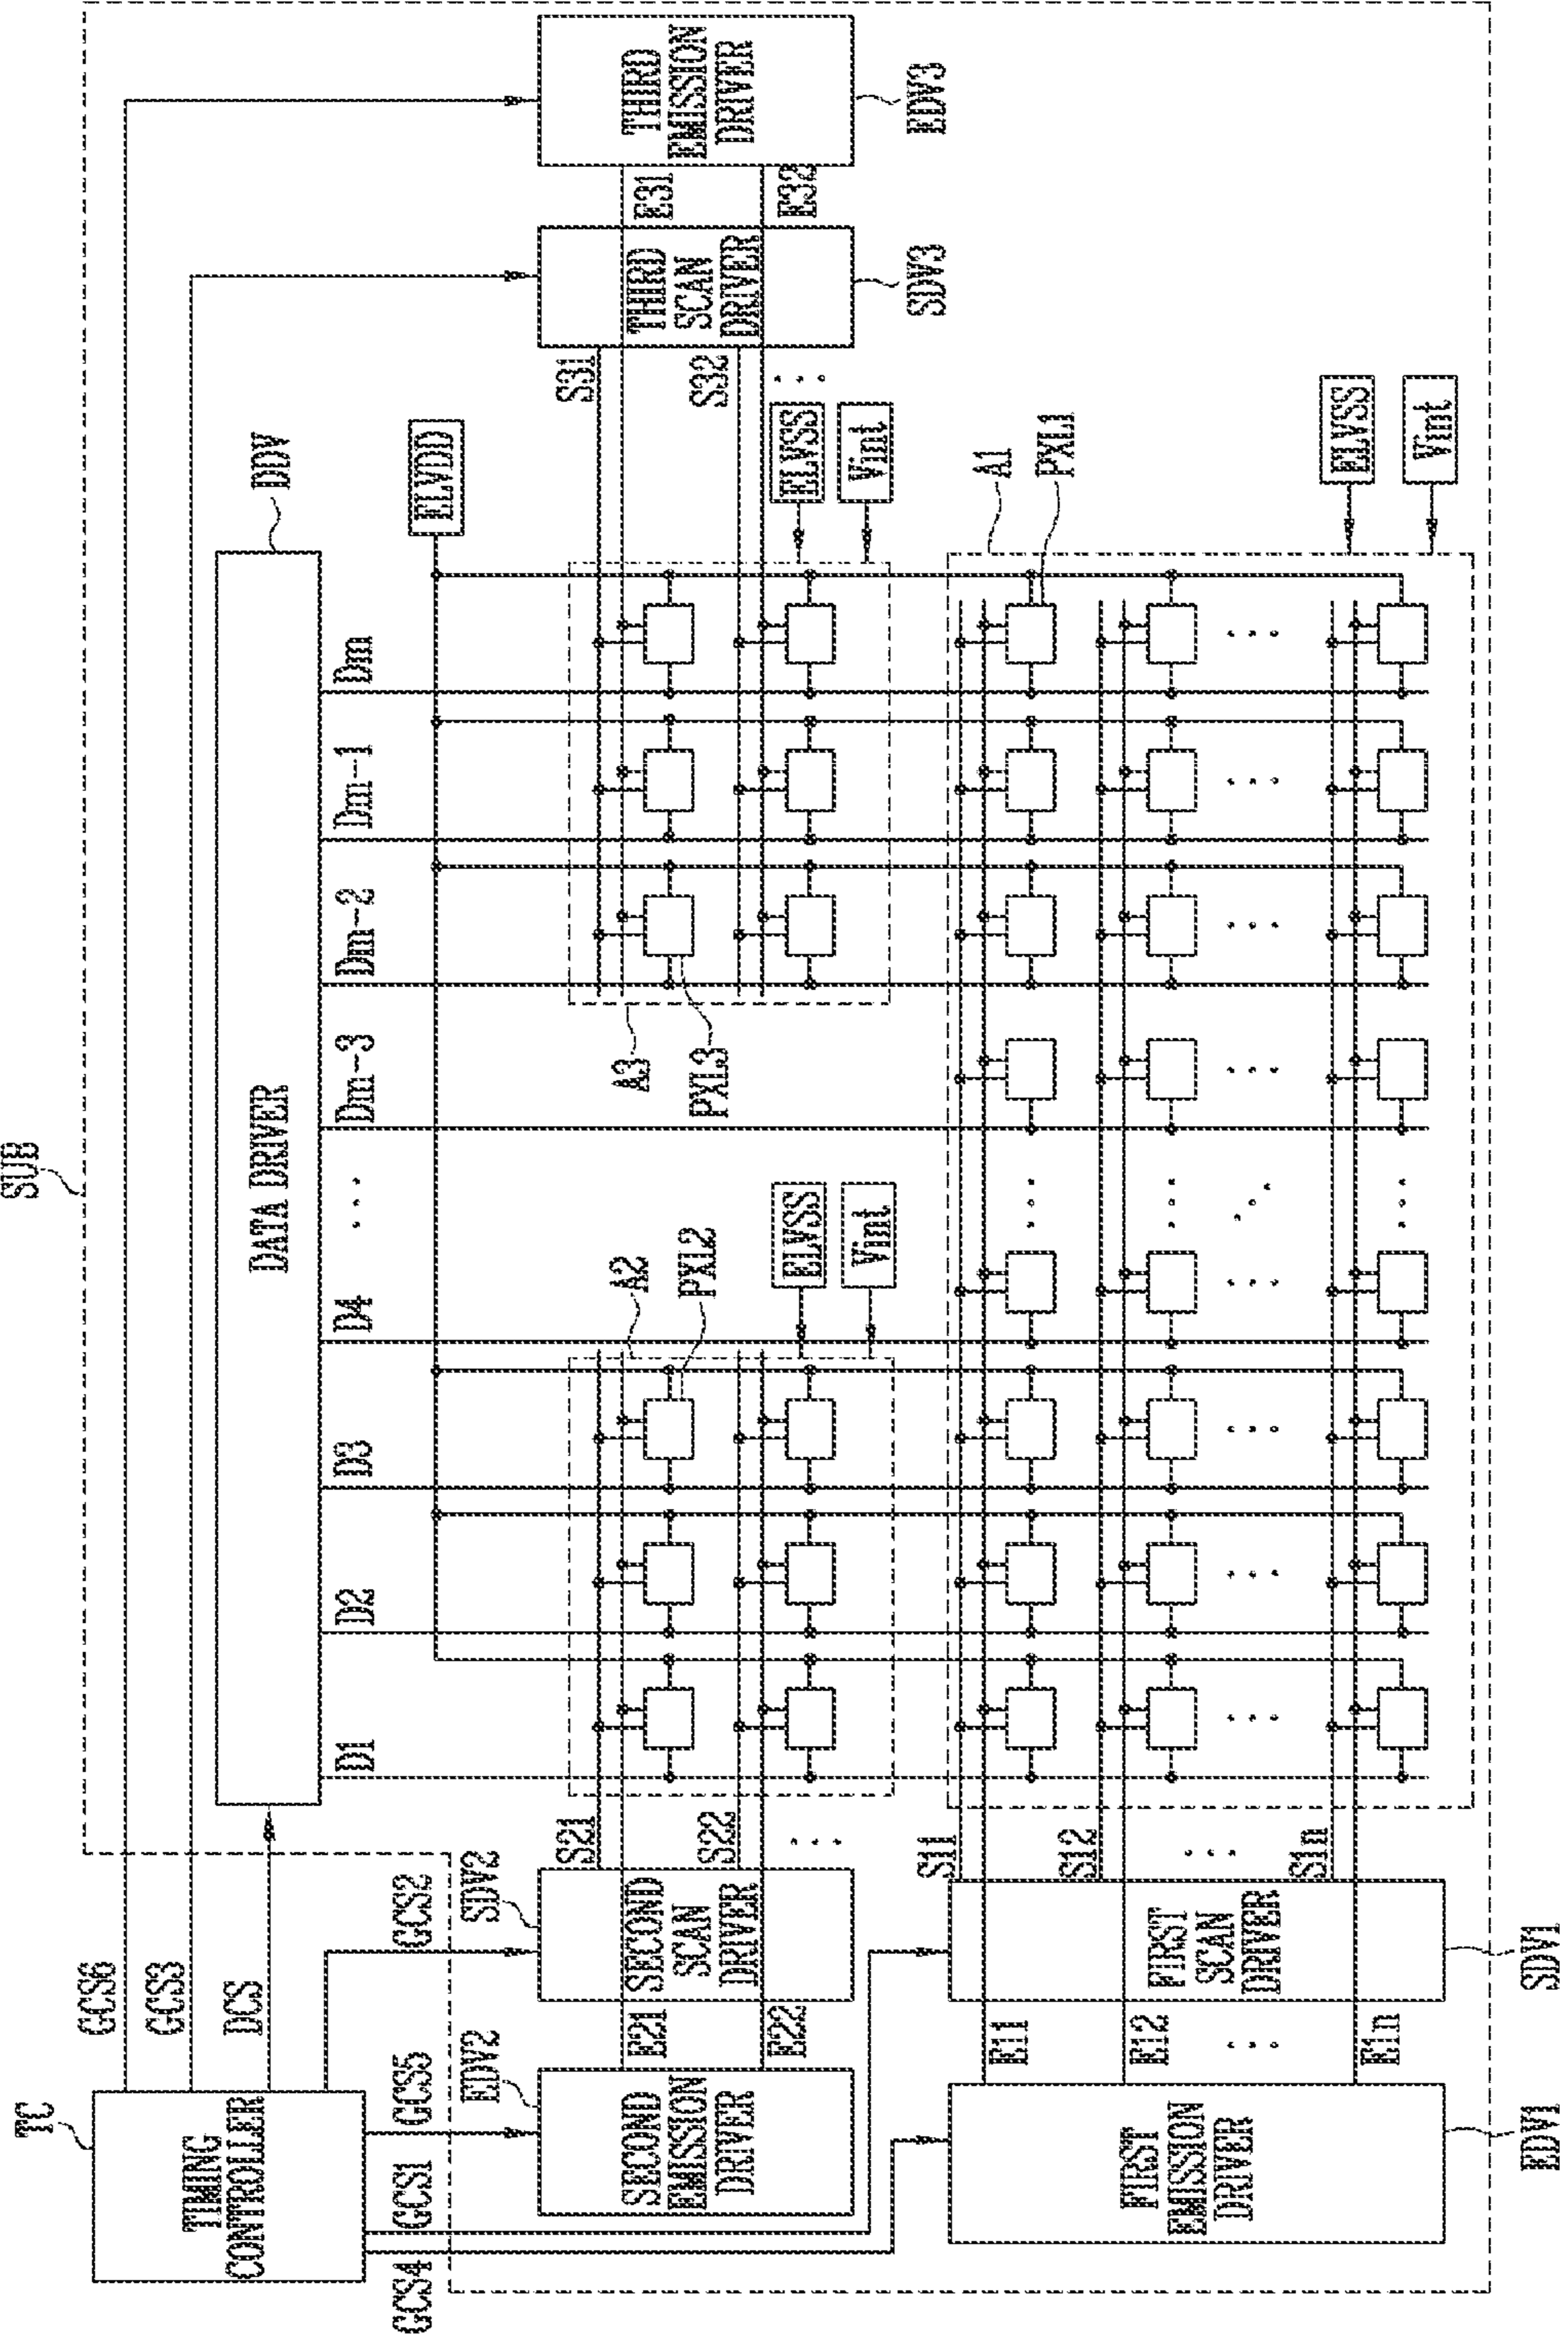 SUB
TC
TIMING
CONTROLLER
GCS6
GCS3
DCS
GCS2
GCS5
GCS1
GCS4
DATA DRIVER
DDV
D1
D2
D3
D4
Dm-3
Dm-2
Dm-1
Dm
ELVDD
EDV2
SECOND
EMISSION
DRIVER
E21
E22
SDV2
SECOND
SCAN
DRIVER
S21
S22
A2
PXL2
ELVSS
Vint
A3
PXL3
S31
S32
ELVSS
Vint
THIRD
SCAN
DRIVER
SDV3
E31
E32
THIRD
EMISSION
DRIVER
EDV3
FIRST
EMISSION
DRIVER
EDV1
E11
E12
E1n
FIRST
SCAN
DRIVER
SDV1
S11
S12
S1n
A1
PXL1
ELVSS
Vint